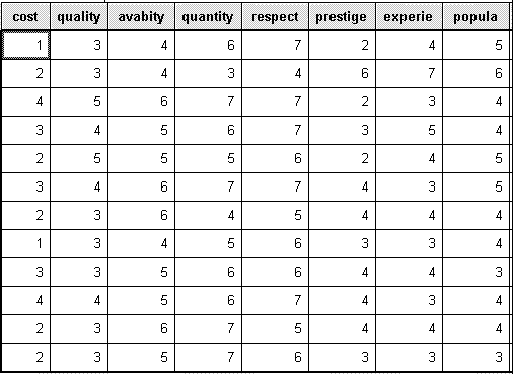 cost quality avabity quantity respect prestige experie popula
1 3 4 6 7 2 4 5
2 3 4 3 4 6 7 6
4 5 6 7 7 2 3 4
3 4 5 6 7 3 5 4
2 5 5 5 6 2 4 5
3 4 6 7 7 4 3 5
2 3 6 4 5 4 4 4
1 3 4 5 6 3 3 4
3 3 5 6 6 4 4 3
4 4 5 6 7 4 3 4
2 3 6 7 5 4 4 4
2 3 5 7 6 3 3 3